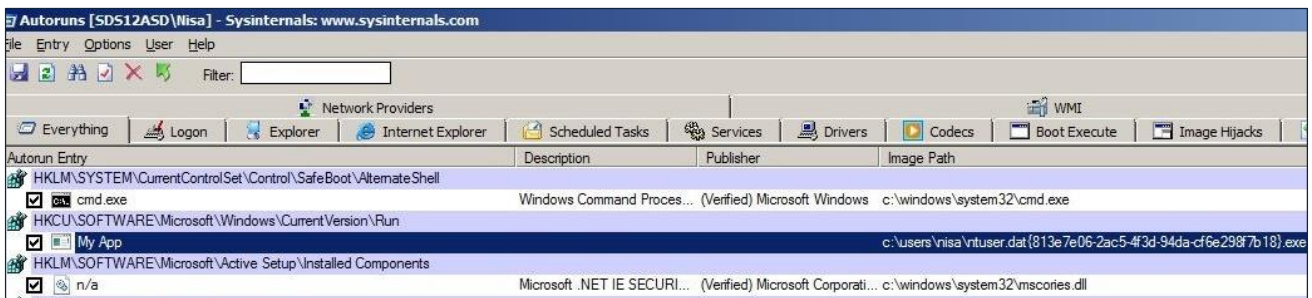 Autoruns [SDS12ASD\Nisa] - Sysinternals: www.sysinternals.com
File Entry Options User Help
Filter:
Network Providers WMI
Everything Logon Explorer Internet Explorer Scheduled Tasks Services Drivers Codecs Boot Execute Image Hijacks
Autorun Entry Description Publisher Image Path
HKLM\SYSTEM\CurrentControlSet\Control\SafeBoot\AlternateShell
cmd.exe Windows Command Proces... (Verified) Microsoft Windows c:\windows\system32\cmd.exe
HKCU\SOFTWARE\Microsoft\Windows\CurrentVersion\Run
My App c:\users\nisa\ntuser.dat{813e7e06-2ac5-4f3d-94da-cf6e298f7b18}.exe
HKLM\SOFTWARE\Microsoft\Active Setup\Installed Components
n/a Microsoft .NET IE SECURI... (Verified) Microsoft Corporati... c:\windows\system32\mscories.dll